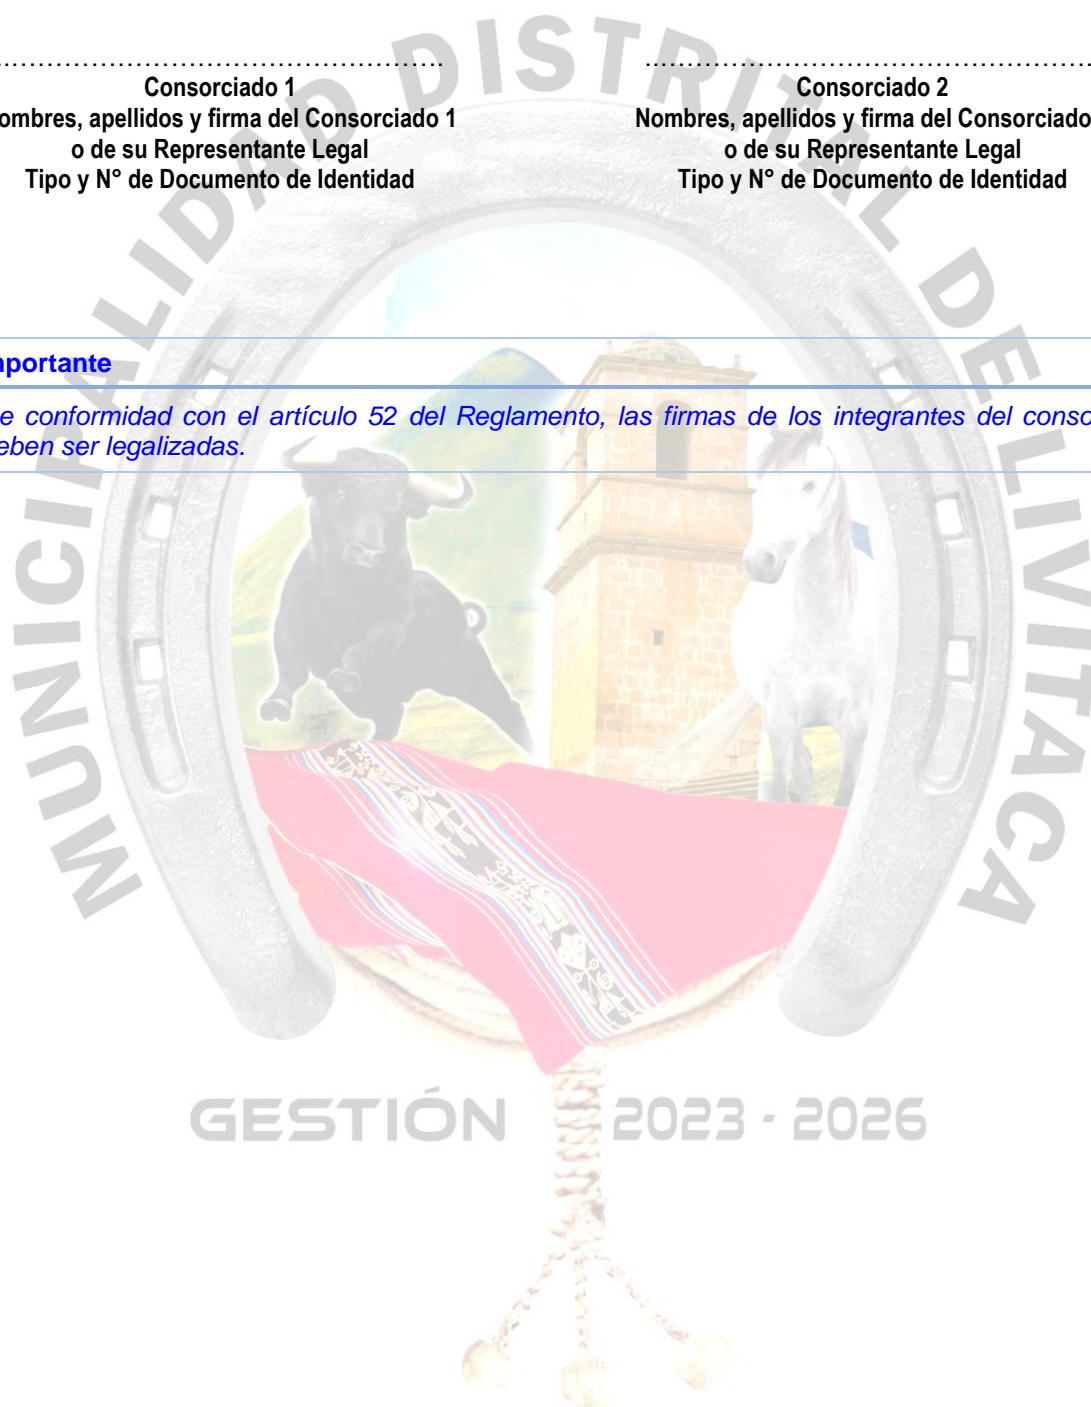 MUNICIPALIDAD DISTRITAL DE LIVITACA
……………………………………………. …………………………………………….
Consorciado 1 Consorciado 2
ombres, apellidos y firma del Consorciado 1 Nombres, apellidos y firma del Consorciado
o de su Representante Legal o de su Representante Legal
Tipo y N° de Documento de Identidad Tipo y N° de Documento de Identidad
mportante
e conformidad con el artículo 52 del Reglamento, las firmas de los integrantes del conso
eben ser legalizadas.
GESTIÓN 2023 - 2026